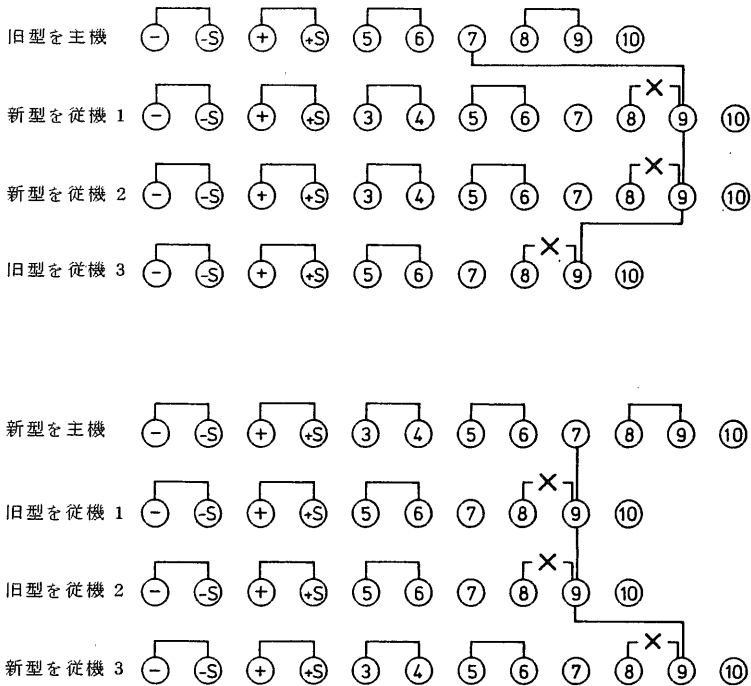 旧型を主機 - -S + +S 5 6 7 8 9 10
新型を従機 1 - -S + +S 3 4 5 6 7 8 9 10
新型を従機 2 - -S + +S 3 4 5 6 7 8 9 10
旧型を従機 3 - -S + +S 5 6 7 8 9 10
新型を主機 - -S + +S 3 4 5 6 7 8 9 10
旧型を従機 1 - -S + +S 5 6 7 8 9 10
旧型を従機 2 - -S + +S 5 6 7 8 9 10
新型を従機 3 - -S + +S 3 4 5 6 7 8 9 10